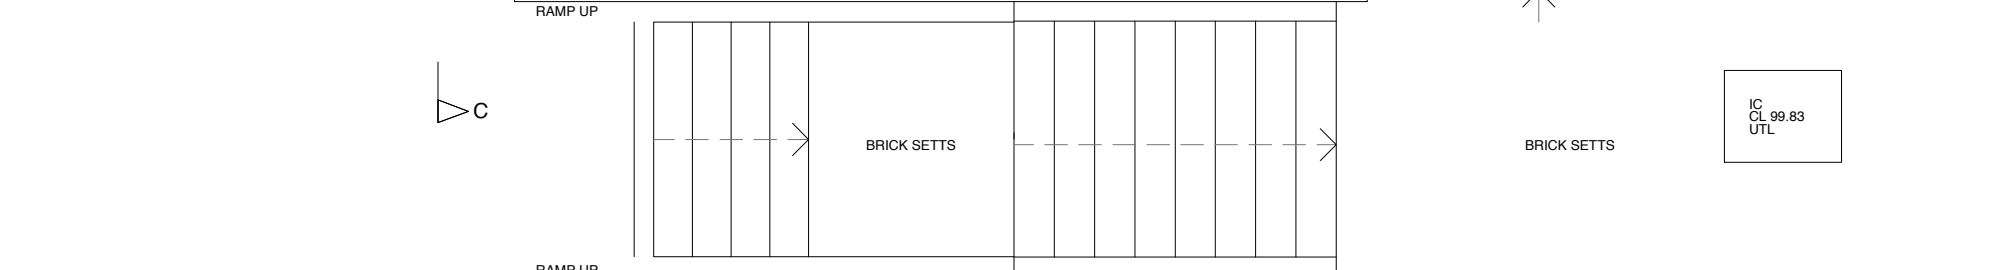 RAMP UP
C
BRICK SETTS
BRICK SETTS
IC
CL 99.83
UTL
RAMP UP